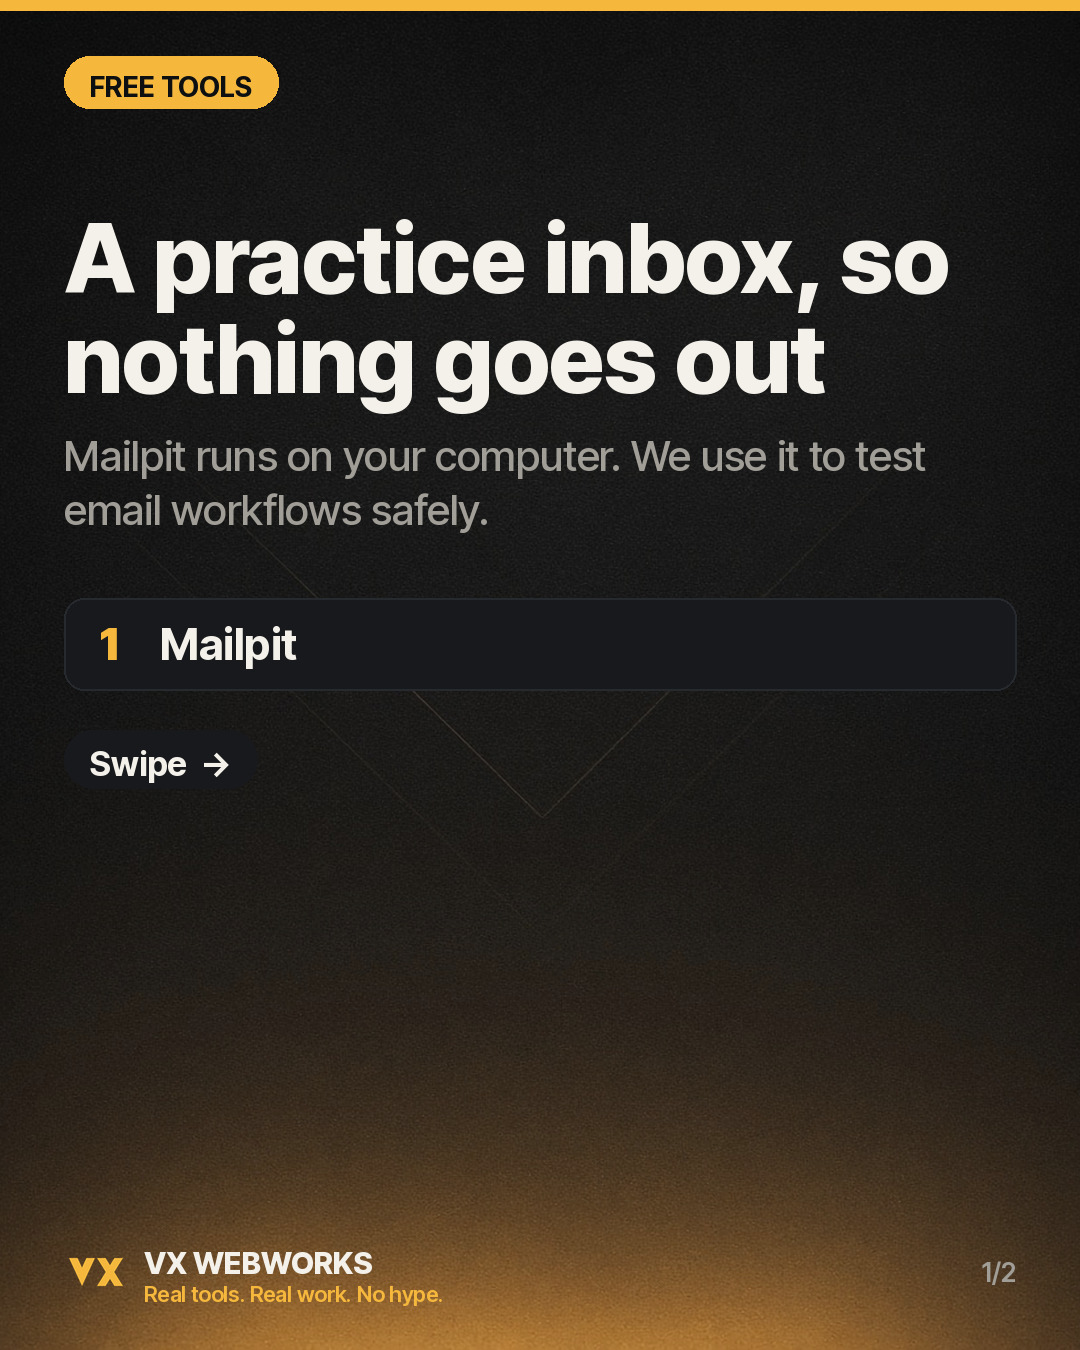 FREE TOOLS
A practice inbox, so
nothing goes out
Mailpit runs on your computer. We use it to test
email workflows safely.
1 Mailpit
Swipe →
VX VX WEBWORKS
Real tools. Real work. No hype.
1/2